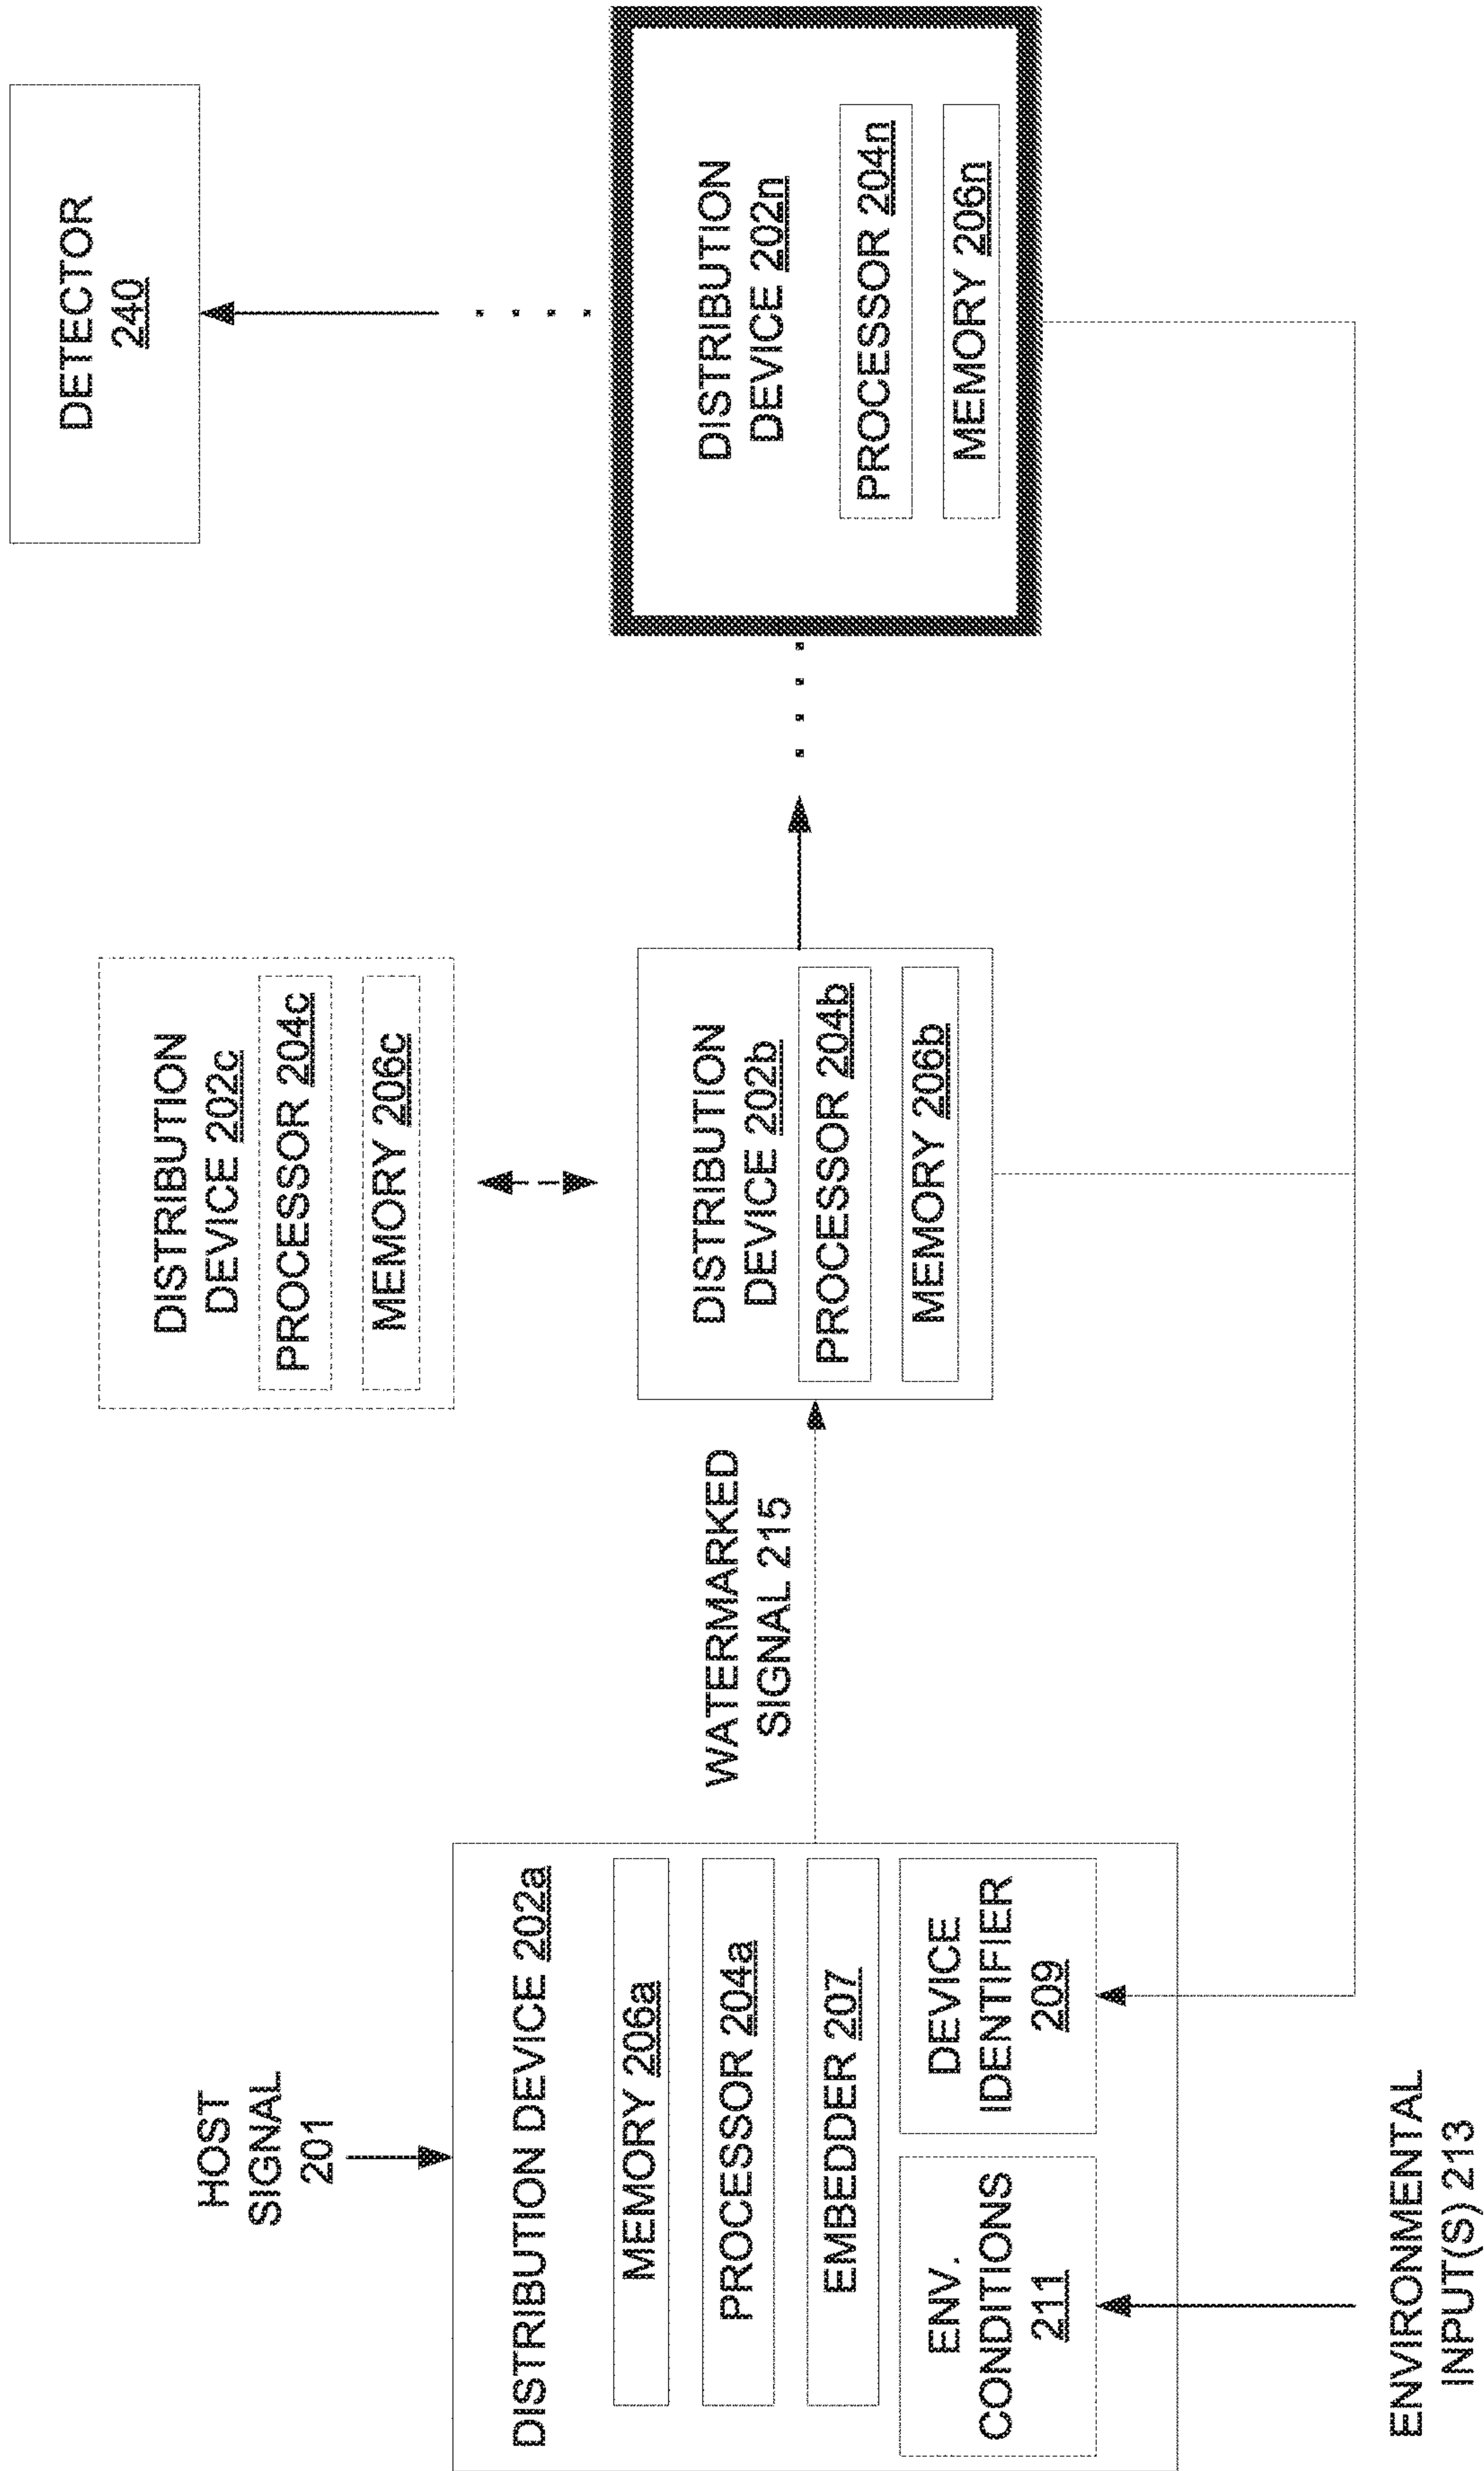 HOST
SIGNAL
201
DISTRIBUTION DEVICE 202a
MEMORY 206a
PROCESSOR 204a
EMBEDDER 207
ENV.
CONDITIONS
211
DEVICE
IDENTIFIER
209
ENVIRONMENTAL
INPUT(S) 213
WATERMARKED
SIGNAL 215
DISTRIBUTION
DEVICE 202c
PROCESSOR 204c
MEMORY 206c
DISTRIBUTION
DEVICE 202b
PROCESSOR 204b
MEMORY 206b
DETECTOR
240
DISTRIBUTION
DEVICE 202n
PROCESSOR 204n
MEMORY 206n